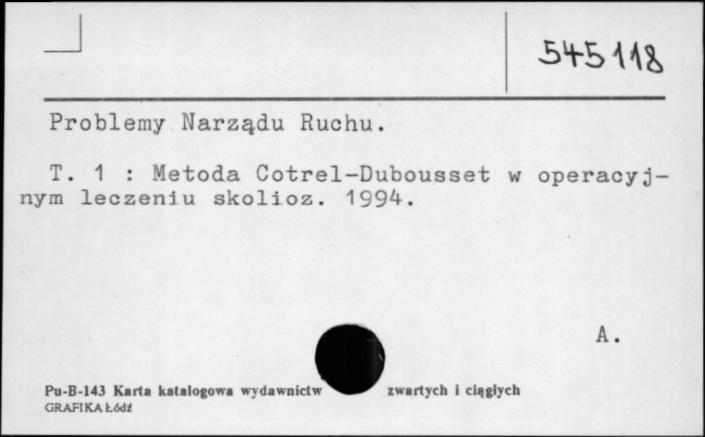 545118
Problemy Narządu Ruchu.
T. 1 : Metoda Cotrel-Dubousset w operacyj-
nym leczeniu skolioz. 1994.
A.
Pu-B-143 Karta katalogowa wydawnictw zwartych i ciągłych
GRAFIKA Łódź